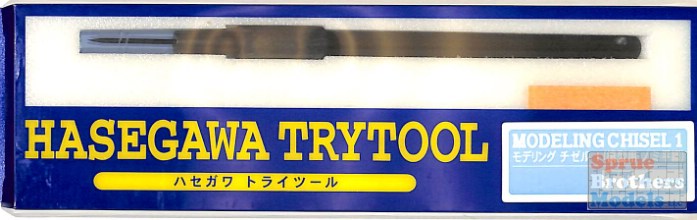 HASEGAWA TRYTOOL
ハセガワ トライツール
MODELING CHISEL 1
モデリング チゼル
Sprue
Brothers
Models